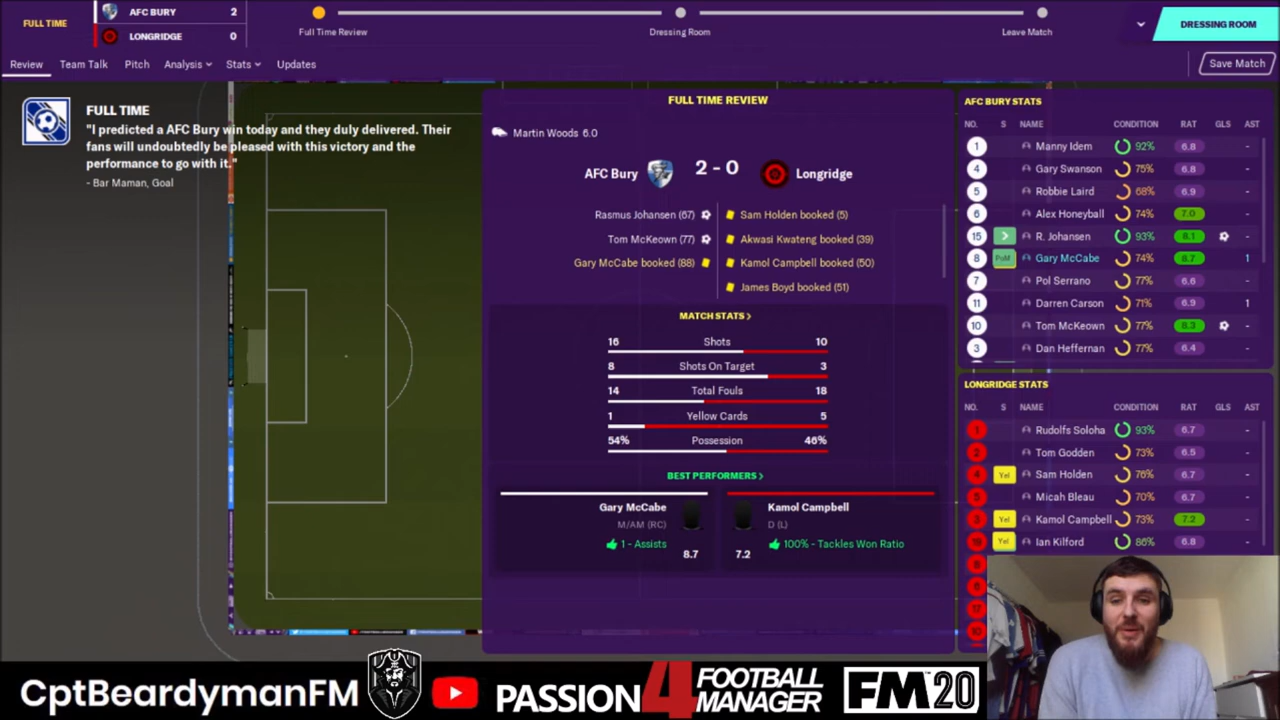 FULL TIME
AFC BURY 2
LONGRIDGE 0
Full Time Review
Dressing Room
Leave Match
DRESSING ROOM
Review Team Talk Pitch Analysis Stats Updates
Save Match
FULL TIME
"I predicted a AFC Bury win today and they duly delivered. Their
fans will undoubtedly be pleased with this victory and the
performance to go with it."
- Bar Maman, Goal
FULL TIME REVIEW
Martin Woods 6.0
AFC Bury 2 - 0 Longridge
Rasmus Johansen (67) Sam Holden booked (5)
Tom McKeown (77) Akwasi Kwateng booked (39)
Gary McCabe booked (88) Kamol Campbell booked (50)
James Boyd booked (51)
MATCH STATS >
16 Shots 10
8 Shots On Target 3
14 Total Fouls 18
1 Yellow Cards 5
54% Possession 46%
BEST PERFORMERS >
Gary McCabe
M/AM (RC)
1 - Assists
8.7
Kamol Campbell
D (L)
100% - Tackles Won Ratio
7.2
AFC BURY STATS
NO. S NAME CONDITION RAT GLS AST
1 Manny Idem 92% 6.8 -
4 Gary Swanson 75% 6.8 -
5 Robbie Laird 68% 6.9 -
6 Alex Honeyball 74% 7.0 -
15 R. Johansen 93% 8.1 -
8 PoM Gary McCabe 74% 8.7 1
7 Pol Serrano 77% 6.6 -
11 Darren Carson 71% 6.9 1
10 Tom McKeown 77% 8.3 -
3 Dan Heffernan 77% 6.4 -
LONGRIDGE STATS
NO. S NAME CONDITION RAT GLS AST
1 Rudolfs Soloha 93% 6.7 -
2 Tom Godden 73% 6.5 -
4 Yel Sam Holden 76% 6.7 -
5 Micah Bleau 70% 6.7 -
3 Yel Kamol Campbell 73% 7.2 -
19 Yel Ian Kilford 86% 6.8 -
8
6
17
10
CptBeardymanFM
PASSION 4 FOOTBALL MANAGER
FM20